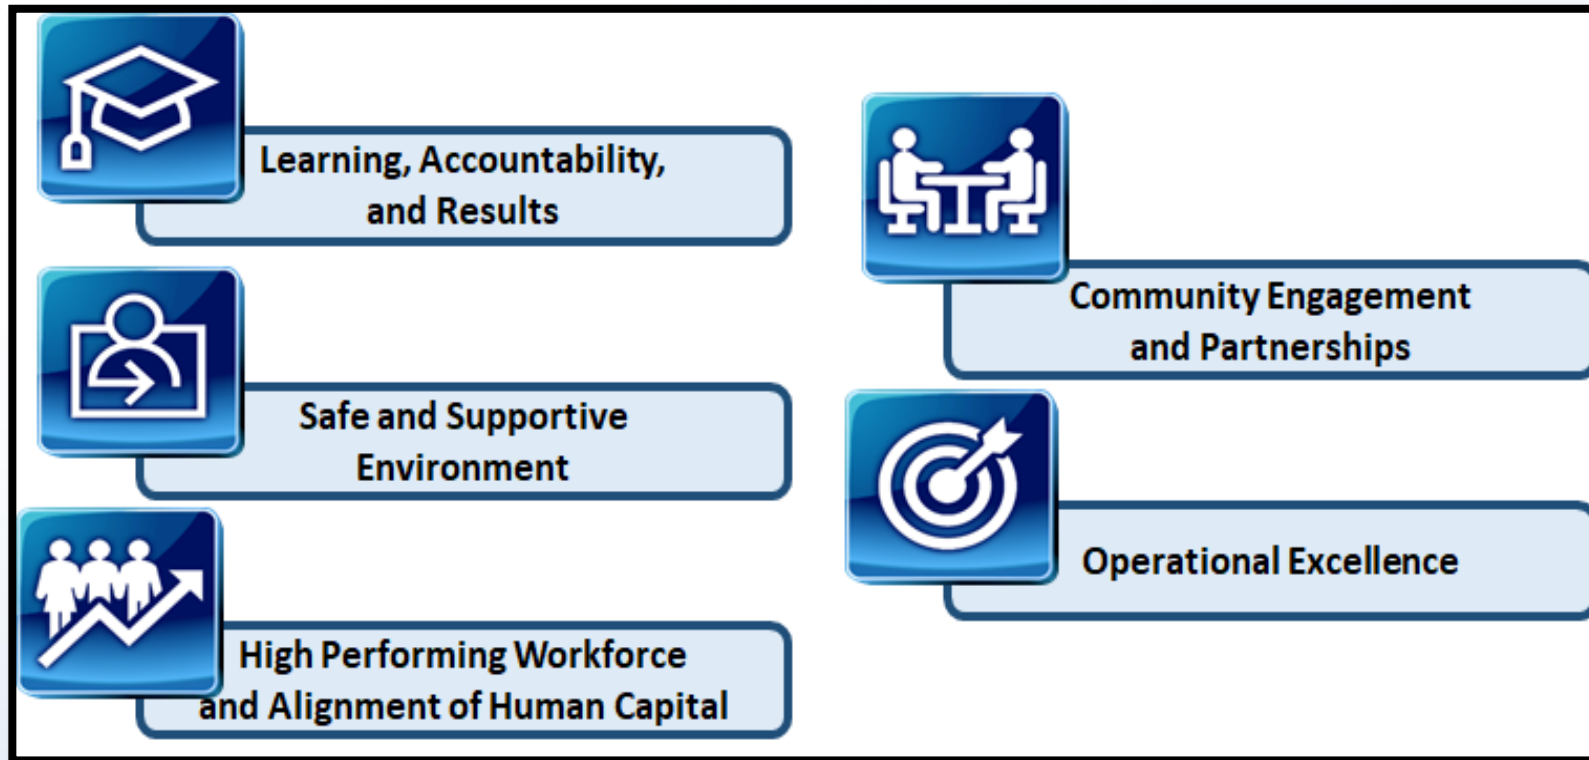 Learning, Accountability,
and Results
Safe and Supportive
Environment
High Performing Workforce
and Alignment of Human Capital
Community Engagement
and Partnerships
Operational Excellence